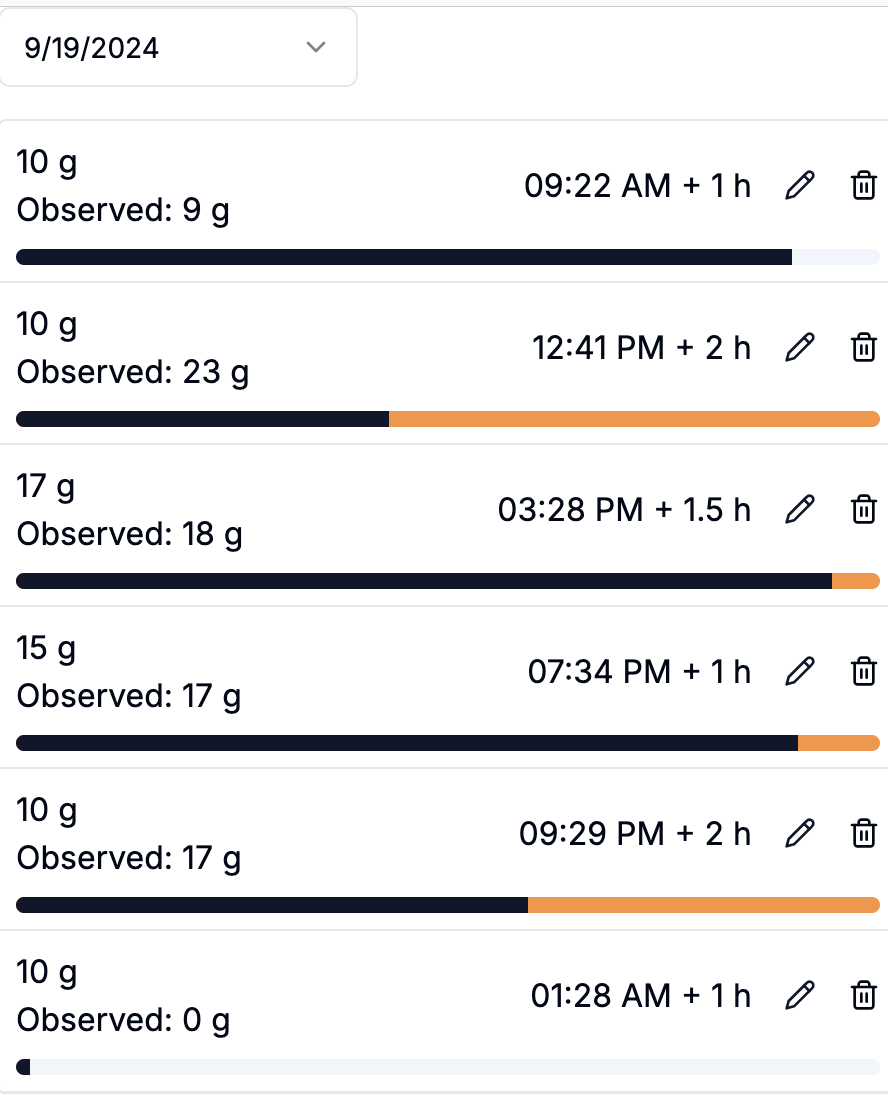 9/19/2024
10 g
09:22 AM + 1 h
Observed: 9 g
10 g
12:41 PM + 2 h
Observed: 23 g
17 g
03:28 PM + 1.5 h
Observed: 18 g
15 g
07:34 PM + 1 h
Observed: 17 g
10 g
09:29 PM + 2 h
Observed: 17 g
10 g
01:28 AM + 1 h
Observed: 0 g